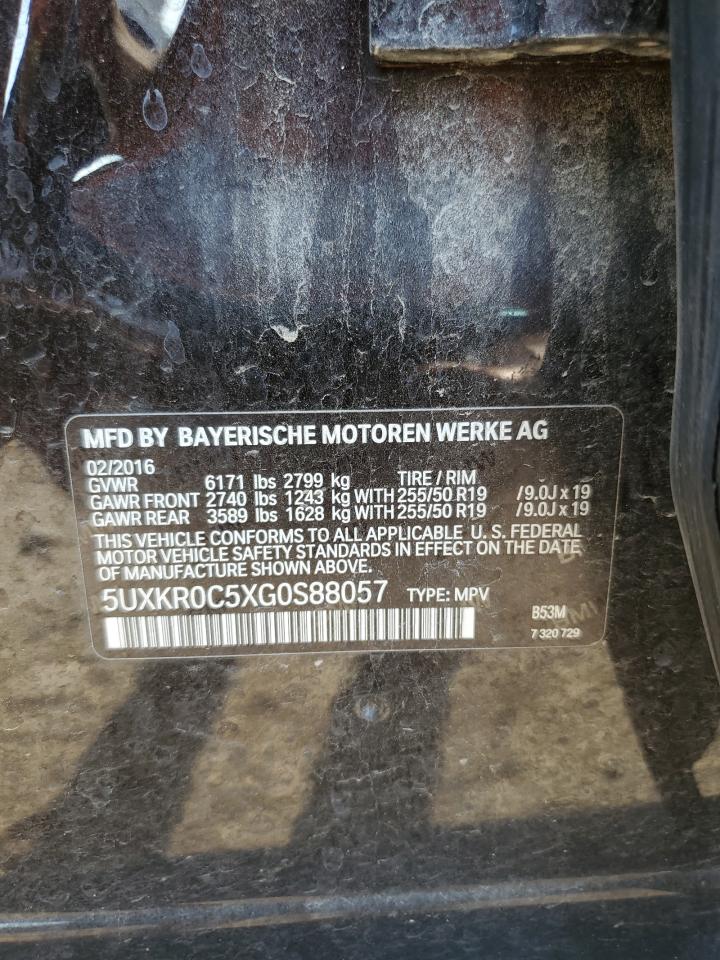 MFD BY BAYERISCHE MOTOREN WERKE AG
02/2016
GVWR 6171 lbs 2799 kg TIRE / RIM
GAWR FRONT 2740 lbs 1243 kg WITH 255/50 R19 /9.0J x 19
GAWR REAR 3589 lbs 1628 kg WITH 255/50 R19 /9.0J x 19
THIS VEHICLE CONFORMS TO ALL APPLICABLE U.S. FEDERAL
MOTOR VEHICLE SAFETY STANDARDS IN EFFECT ON THE DATE
OF MANUFACTURE SHOWN ABOVE.
5UXKR0C5XG0S88057 TYPE: MPV
B53M
7 320 729